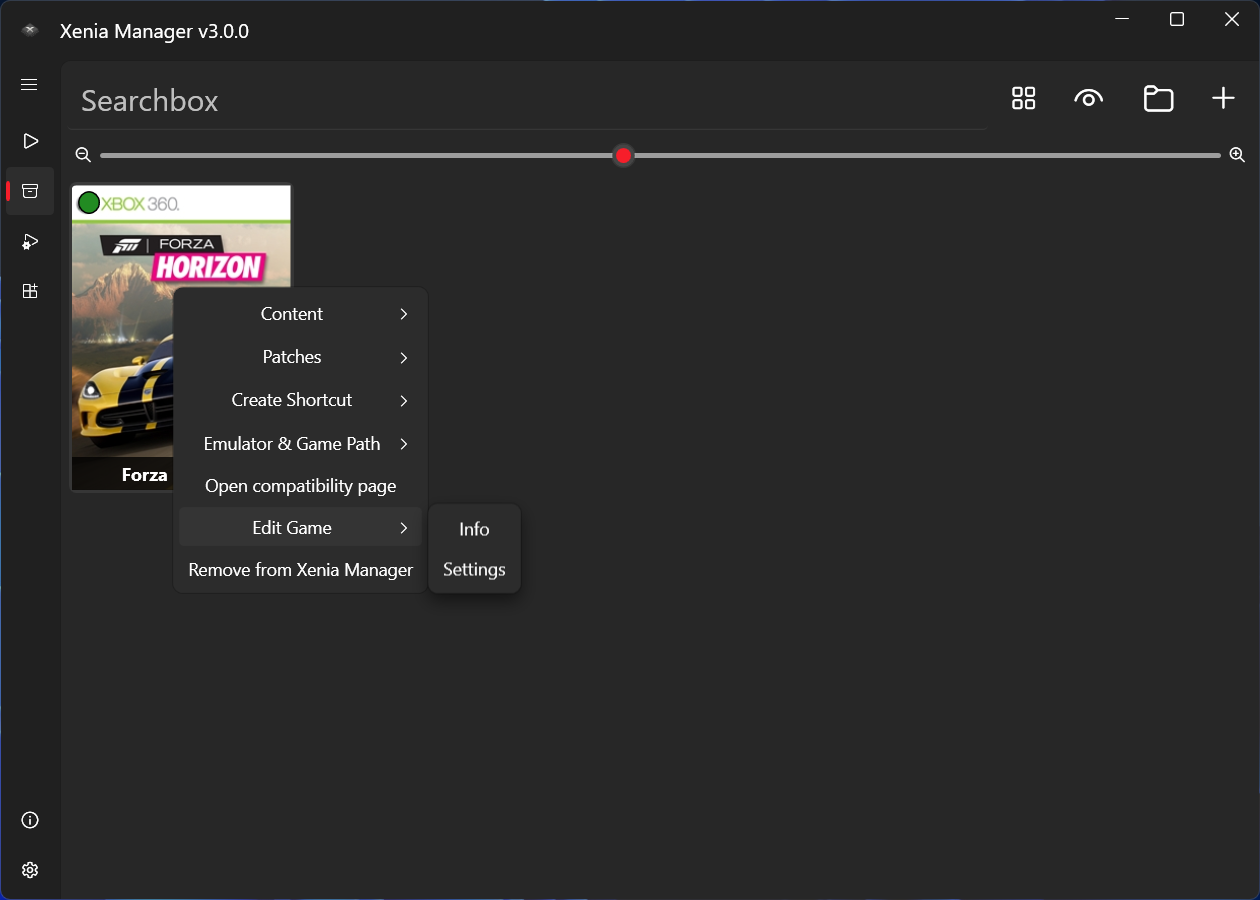 Xenia Manager v3.0.0
Searchbox
XBOX 360.
FORZA
HORIZON
Content
Patches
Create Shortcut
Emulator & Game Path
Forza
Open compatibility page
Edit Game
Info
Remove from Xenia Manager
Settings